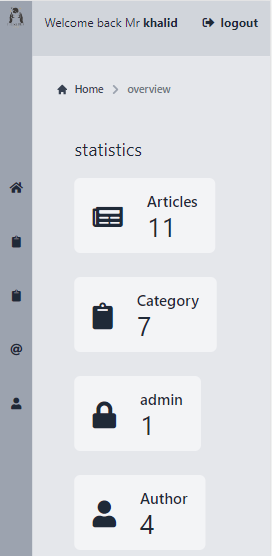 Welcome back Mr khalid logout
Home overview
statistics
Articles
11
Category
7
admin
1
Author
4